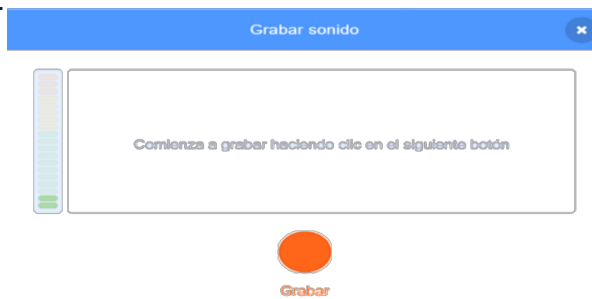 Grabar sonido
Comienza a grabar haciendo clic en el siguiente botón
Grabar